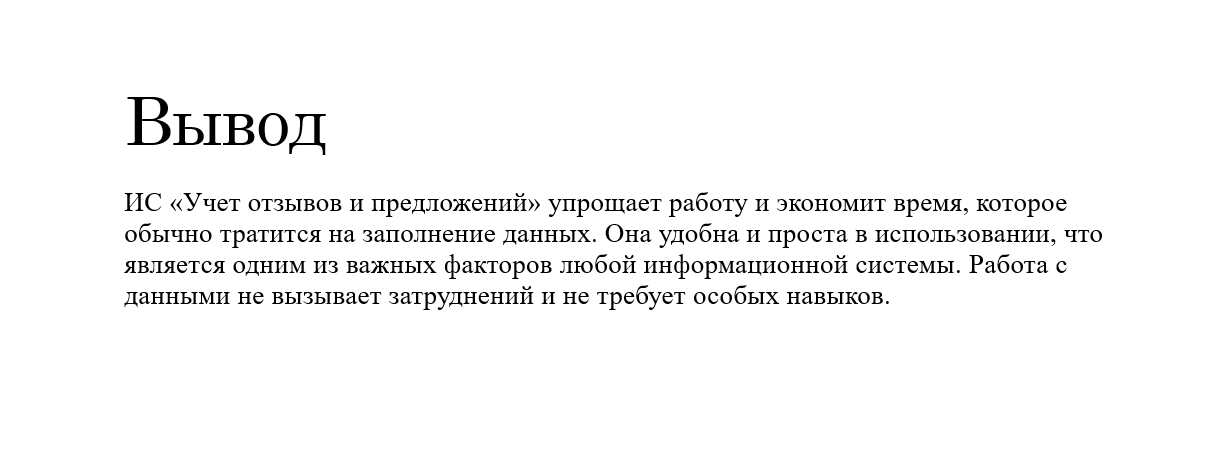 Вывод
ИС «Учет отзывов и предложений» упрощает работу и экономит время, которое
обычно тратится на заполнение данных. Она удобна и проста в использовании, что
является одним из важных факторов любой информационной системы. Работа с
данными не вызывает затруднений и не требует особых навыков.